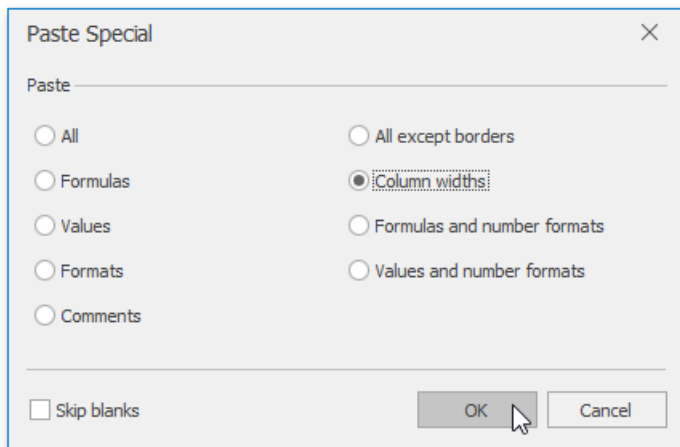 Paste Special
Paste
All
All except borders
Formulas
Column widths
Values
Formulas and number formats
Formats
Values and number formats
Comments
Skip blanks
OK
Cancel